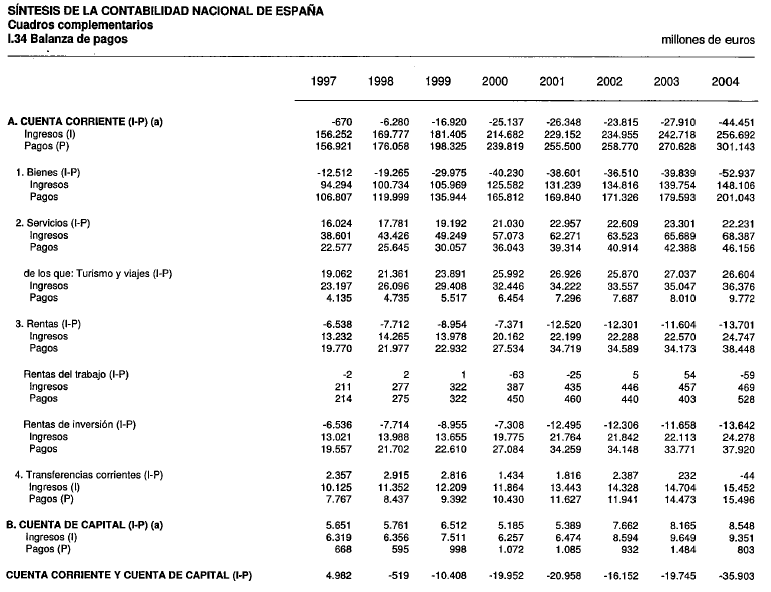 SÍNTESIS DE LA CONTABILIDAD NACIONAL DE ESPAÑA
Cuadros complementarios
I.34 Balanza de pagos millones de euros
1997 1998 1999 2000 2001 2002 2003 2004
A. CUENTA CORRIENTE (I-P) (a) -670 -6.280 -16.920 -25.137 -26.348 -23.815 -27.910 -44.451
Ingresos (I) 156.252 169.777 181.405 214.682 229.152 234.955 242.718 256.692
Pagos (P) 156.921 176.058 198.325 239.819 255.500 258.770 270.628 301.143
1. Bienes (I-P) -12.512 -19.265 -29.975 -40.230 -38.601 -36.510 -39.839 -52.937
Ingresos 94.294 100.734 105.969 125.582 131.239 134.816 139.754 148.106
Pagos 106.807 119.999 135.944 165.812 169.840 171.326 179.593 201.043
2. Servicios (I-P) 16.024 17.781 19.192 21.030 22.957 22.609 23.301 22.231
Ingresos 38.601 43.426 49.249 57.073 62.271 63.523 65.689 68.387
Pagos 22.577 25.645 30.057 36.043 39.314 40.914 42.388 46.156
de los que: Turismo y viajes (I-P) 19.062 21.361 23.891 25.992 26.926 25.870 27.037 26.604
Ingresos 23.197 26.096 29.408 32.446 34.222 33.557 35.047 36.376
Pagos 4.135 4.735 5.517 6.454 7.296 7.687 8.010 9.772
3. Rentas (I-P) -6.538 -7.712 -8.954 -7.371 -12.520 -12.301 -11.604 -13.701
Ingresos 13.232 14.265 13.978 20.162 22.199 22.288 22.570 24.747
Pagos 19.770 21.977 22.932 27.534 34.719 34.589 34.173 38.448
Rentas del trabajo (I-P) -2 2 1 -63 -25 5 54 -59
Ingresos 211 277 322 387 435 446 457 469
Pagos 214 275 322 450 460 440 403 528
Rentas de inversión (I-P) -6.536 -7.714 -8.955 -7.308 -12.495 -12.306 -11.658 -13.642
Ingresos 13.021 13.988 13.655 19.775 21.764 21.842 22.113 24.278
Pagos 19.557 21.702 22.610 27.084 34.259 34.148 33.771 37.920
4. Transferencias corrientes (I-P) 2.357 2.915 2.816 1.434 1.816 2.387 232 -44
Ingresos (I) 10.125 11.352 12.209 11.864 13.443 14.328 14.704 15.452
Pagos (P) 7.767 8.437 9.392 10.430 11.627 11.941 14.473 15.496
B. CUENTA DE CAPITAL (I-P) (a) 5.651 5.761 6.512 5.185 5.389 7.662 8.165 8.548
Ingresos (I) 6.319 6.356 7.511 6.257 6.474 8.594 9.649 9.351
Pagos (P) 668 595 998 1.072 1.085 932 1.484 803
CUENTA CORRIENTE Y CUENTA DE CAPITAL (I-P) 4.982 -519 -10.408 -19.952 -20.958 -16.152 -19.745 -35.903